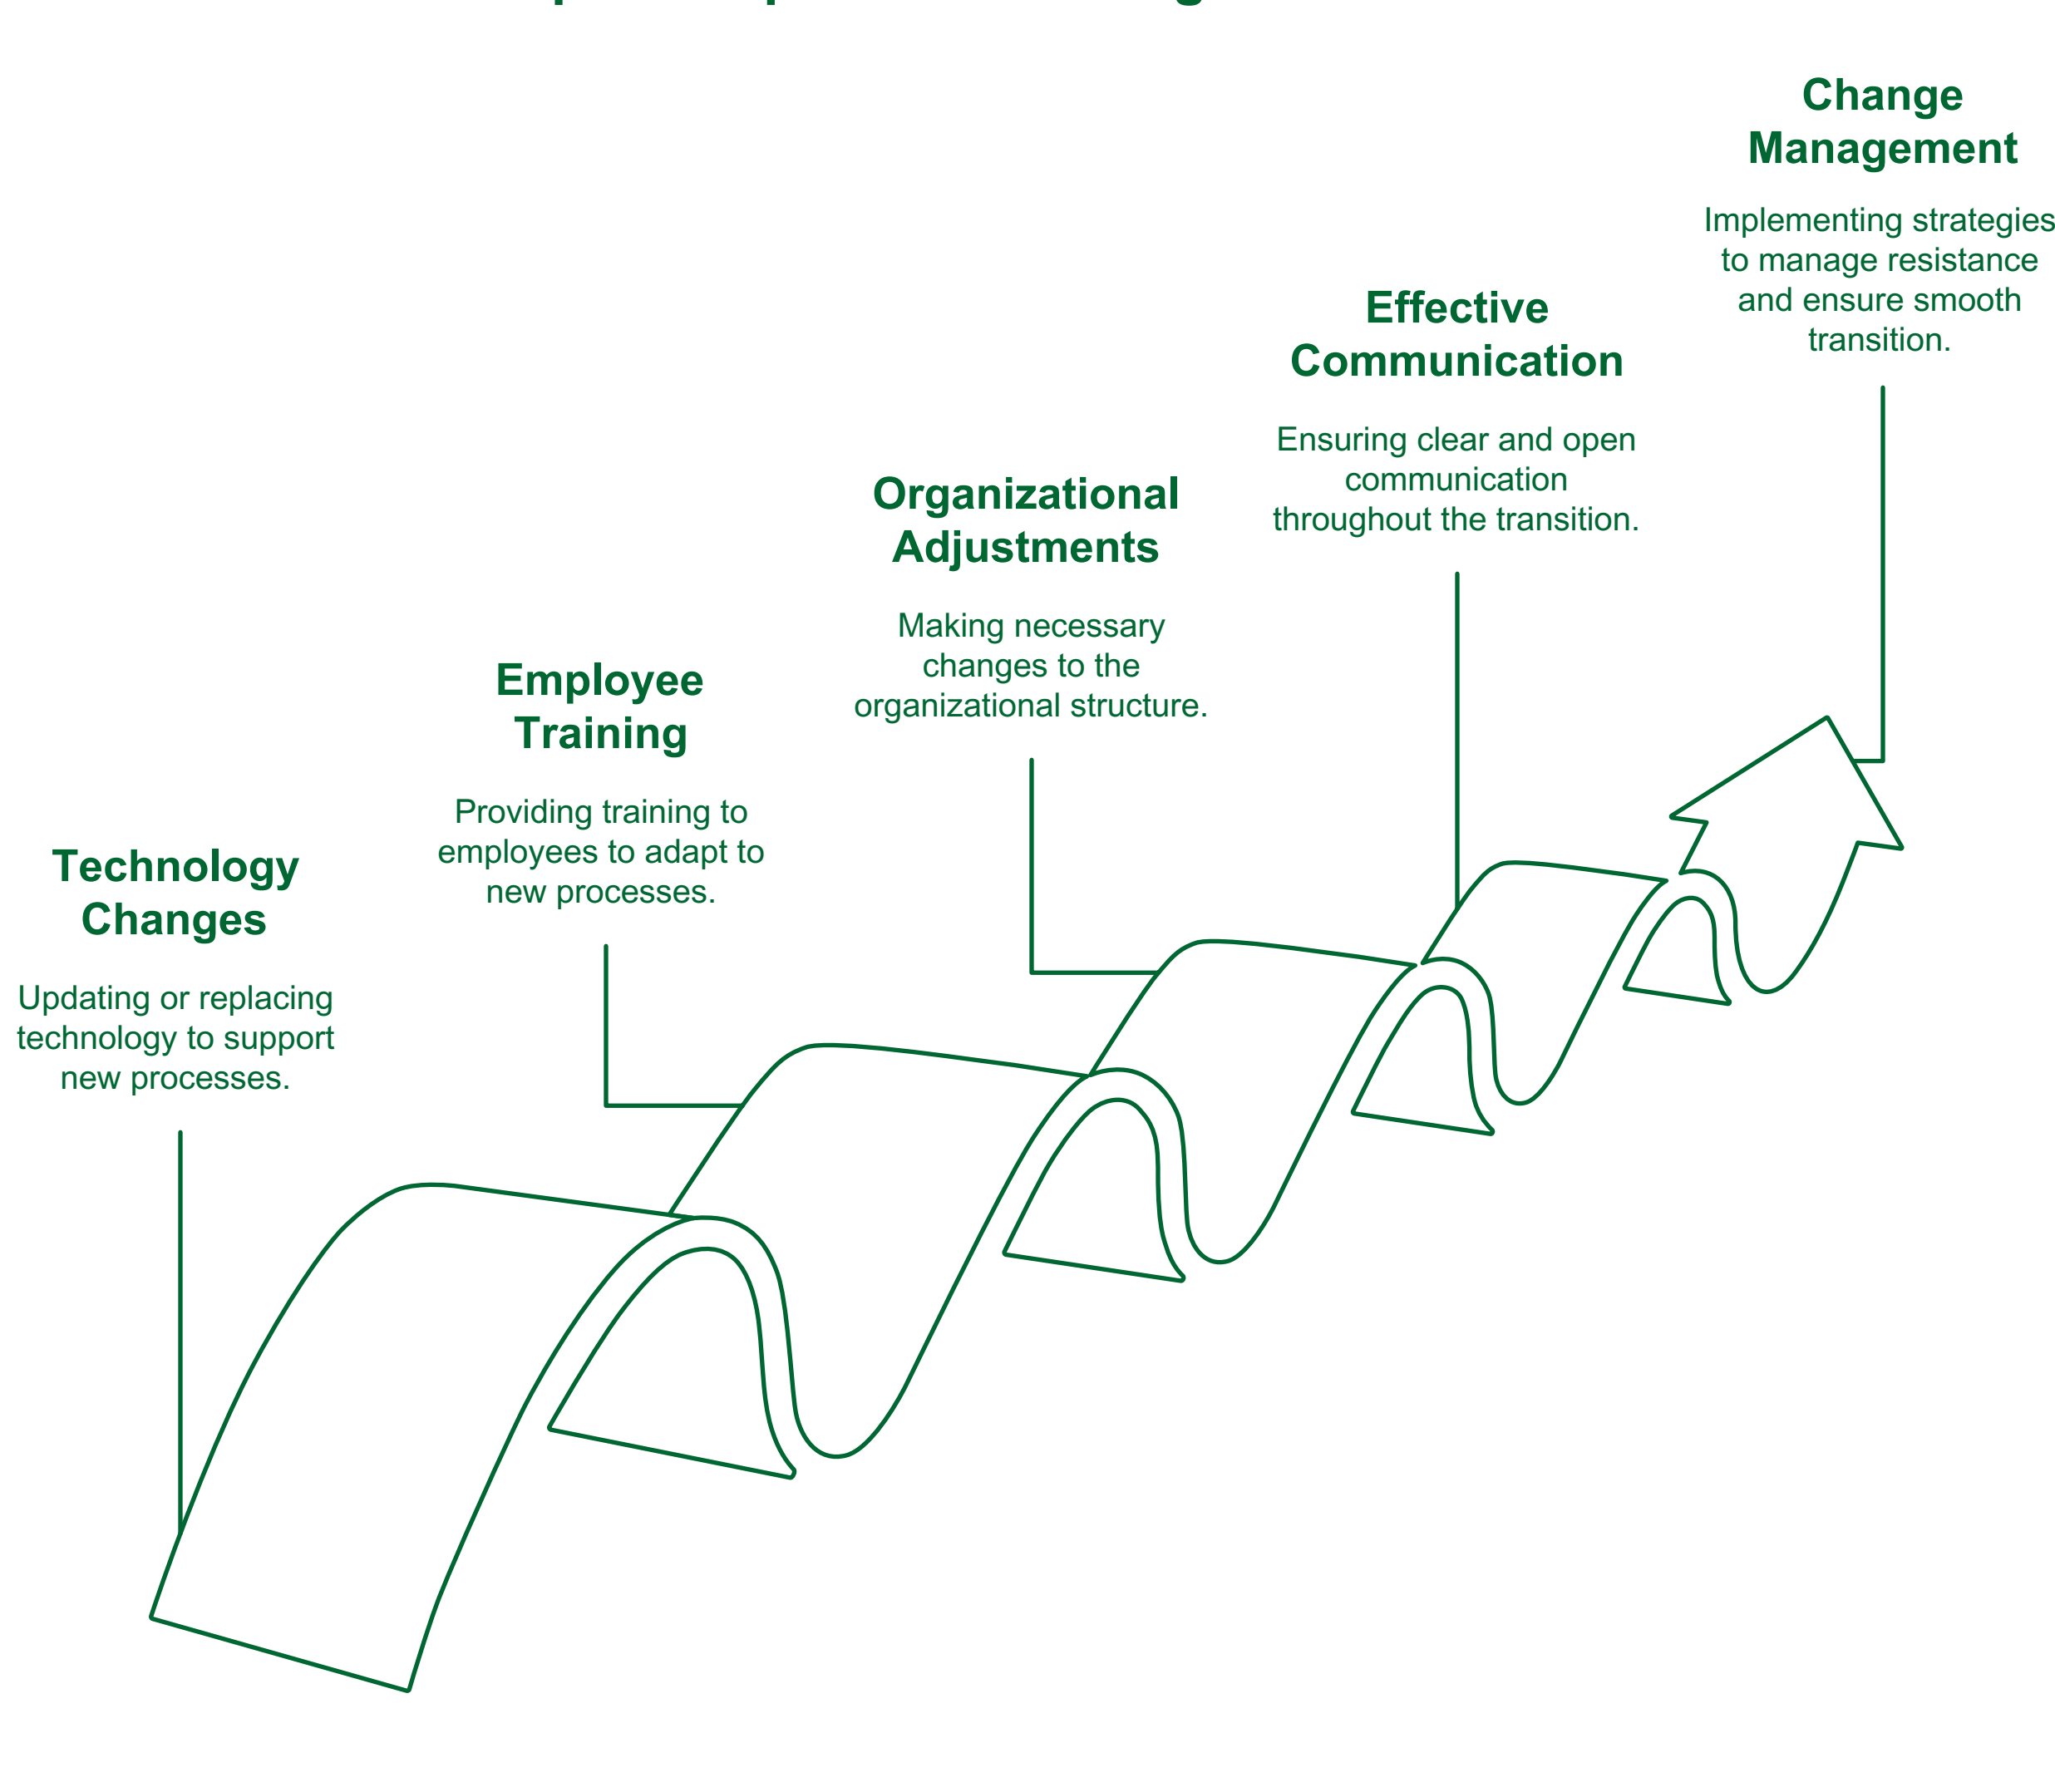 Technology
Changes
Updating or replacing
technology to support
new processes.
Employee
Training
Providing training to
employees to adapt to
new processes.
Organizational
Adjustments
Making necessary
changes to the
organizational structure.
Effective
Communication
Ensuring clear and open
communication
throughout the transition.
Change
Management
Implementing strategies
to manage resistance
and ensure smooth
transition.